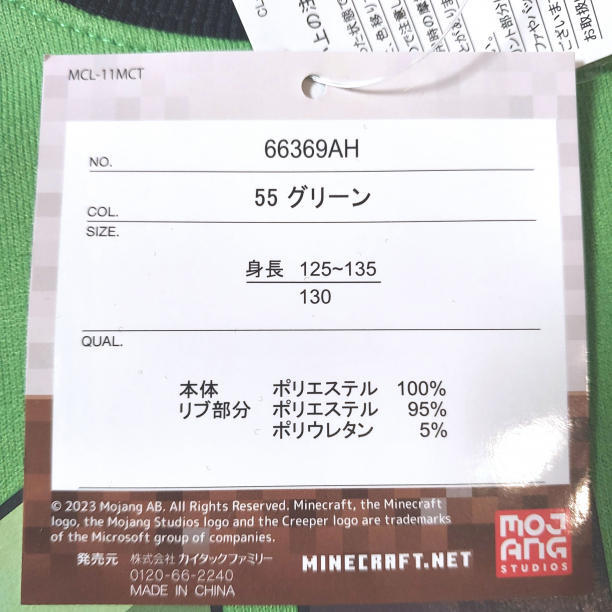 MCL-11MCT
NO. 66369AH
COL. 55 グリーン
SIZE.
身長 125~135
130
QUAL.
本体 ポリエステル 100%
リブ部分 ポリエステル 95%
ポリウレタン 5%
© 2023 Mojang AB. All Rights Reserved. Minecraft, the Minecraft
logo, the Mojang Studios logo and the Creeper logo are trademarks
of the Microsoft group of companies.
発売元 株式会社 カイタックファミリー
0120-66-2240
MADE IN CHINA
MINECRAFT.NET
MOJ
ANG
STUDIOS